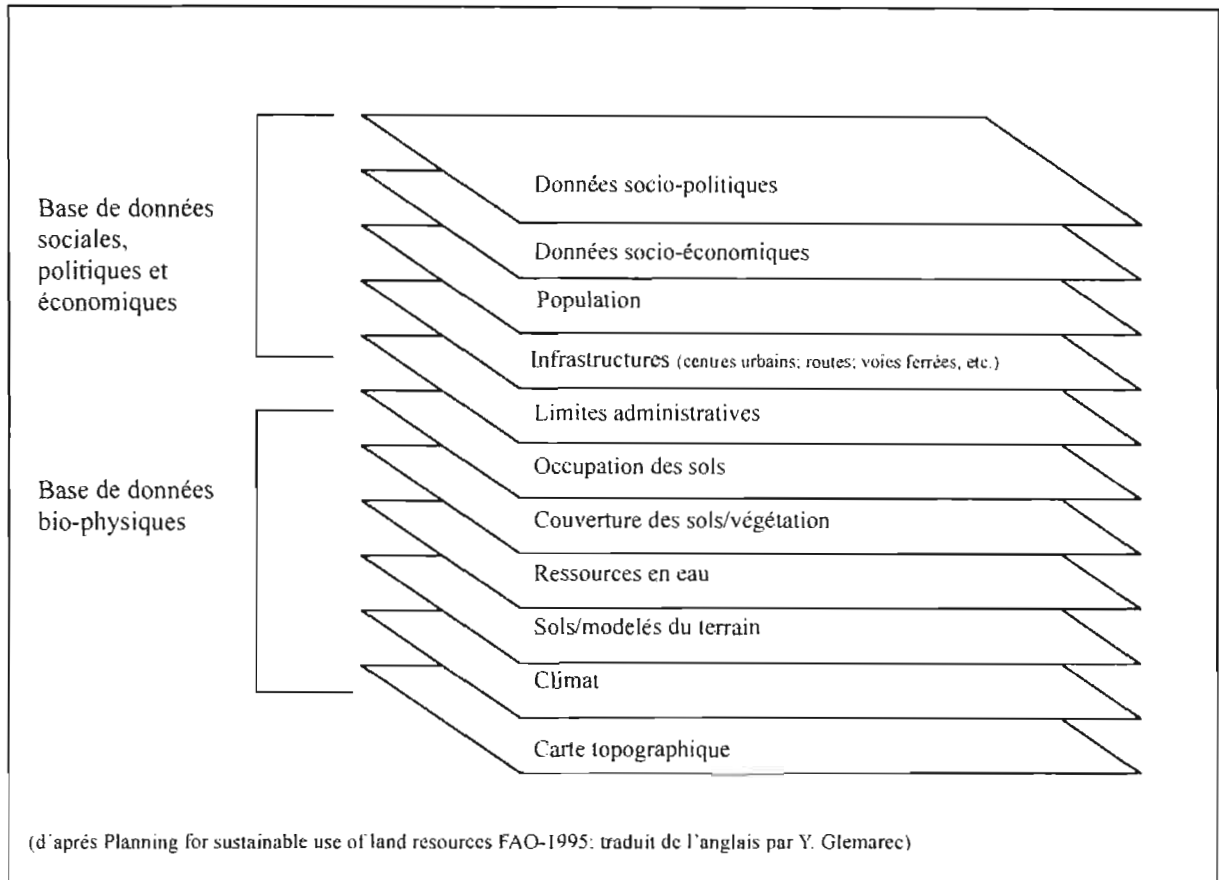 Base de données
sociales,
politiques et
économiques
Données socio-politiques
Données socio-économiques
Population
Infrastructures (centres urbains; routes; voies ferrées, etc.)
Limites administratives
Base de données
bio-physiques
Occupation des sols
Couverture des sols/végétation
Ressources en eau
Sols/modelés du terrain
Climat
Carte topographique
(d'aprés Planning for sustainable use of land resources FAO-1995: traduit de l'anglais par Y. Glemarec)